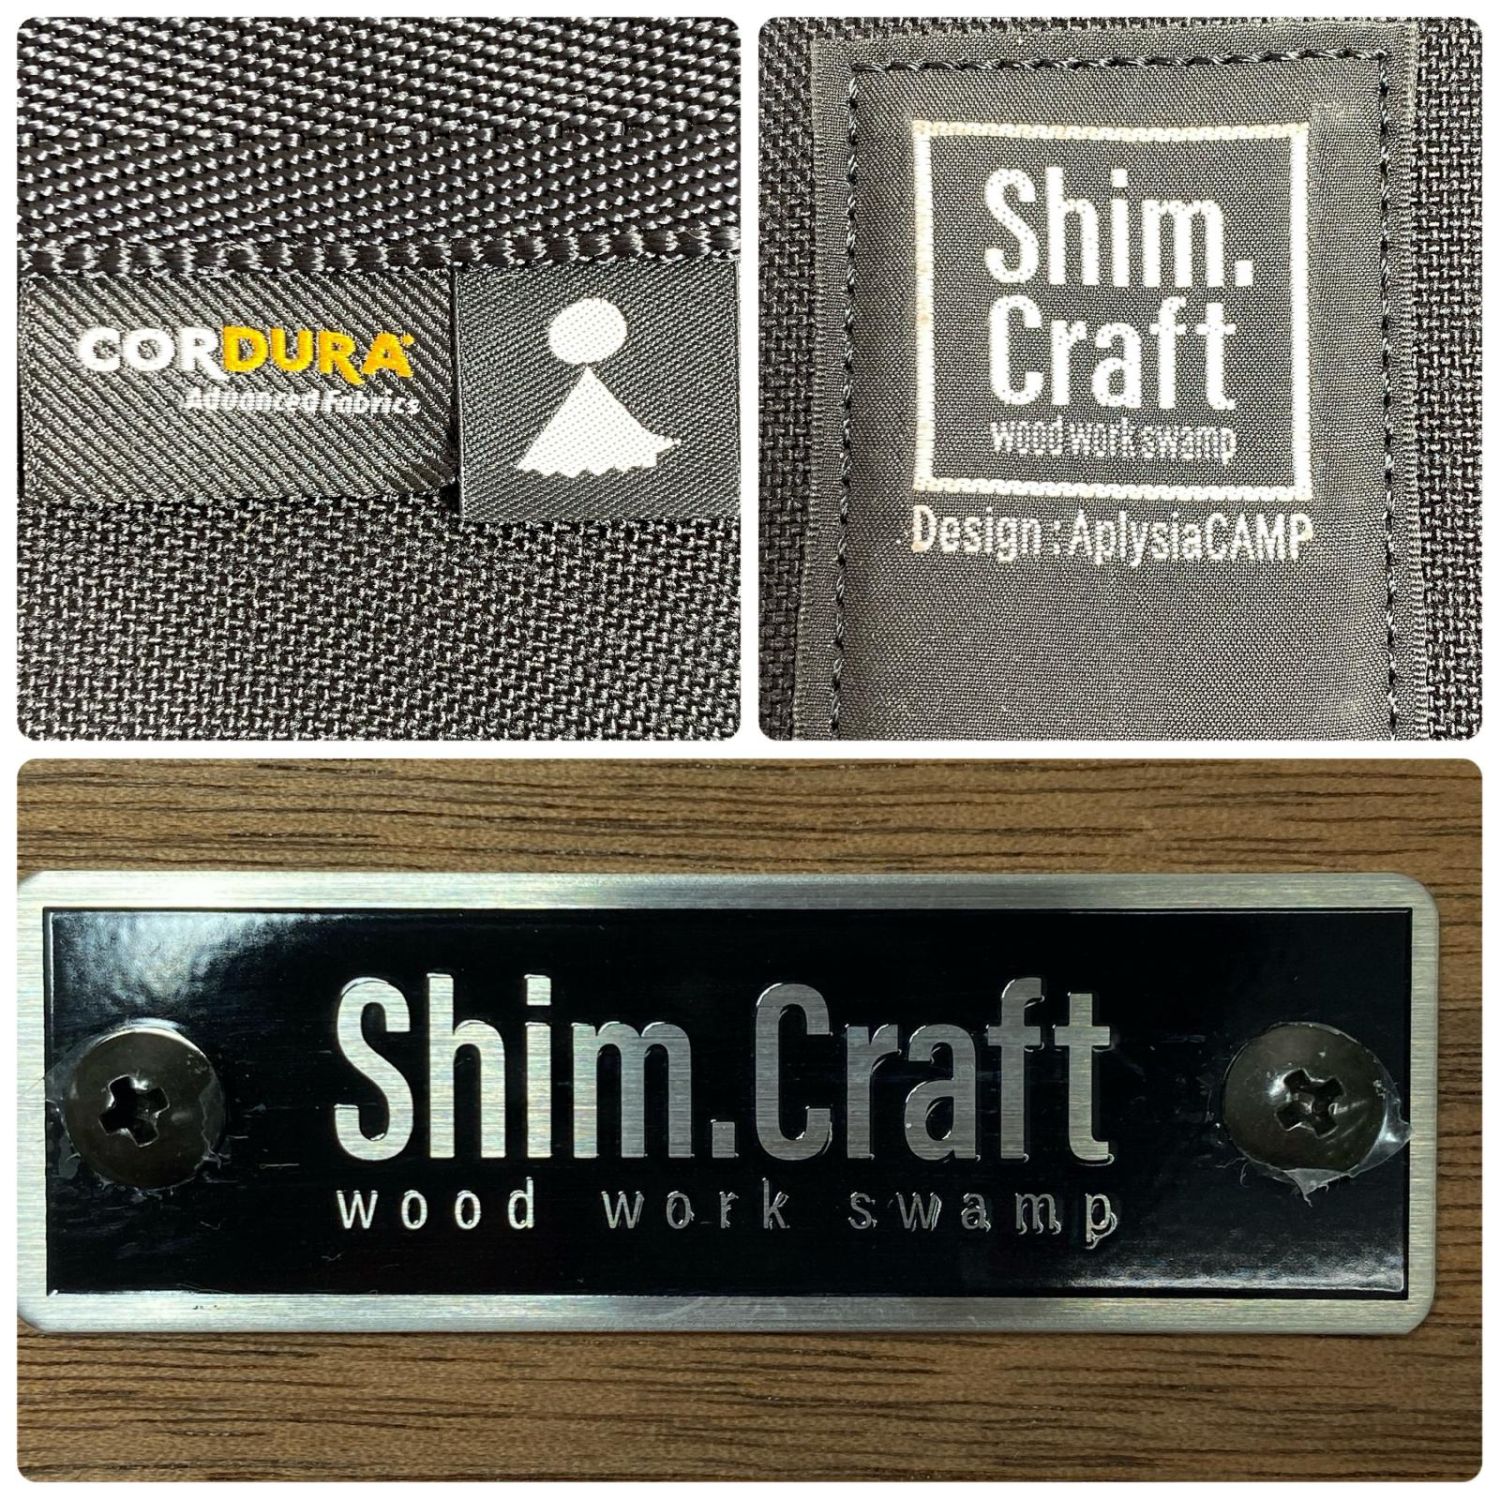 CORDURA
Advanced Fabrics
Shim.
Craft
wood work swamp
Design : AplysiaCAMP
Shim.Craft
wood work swamp